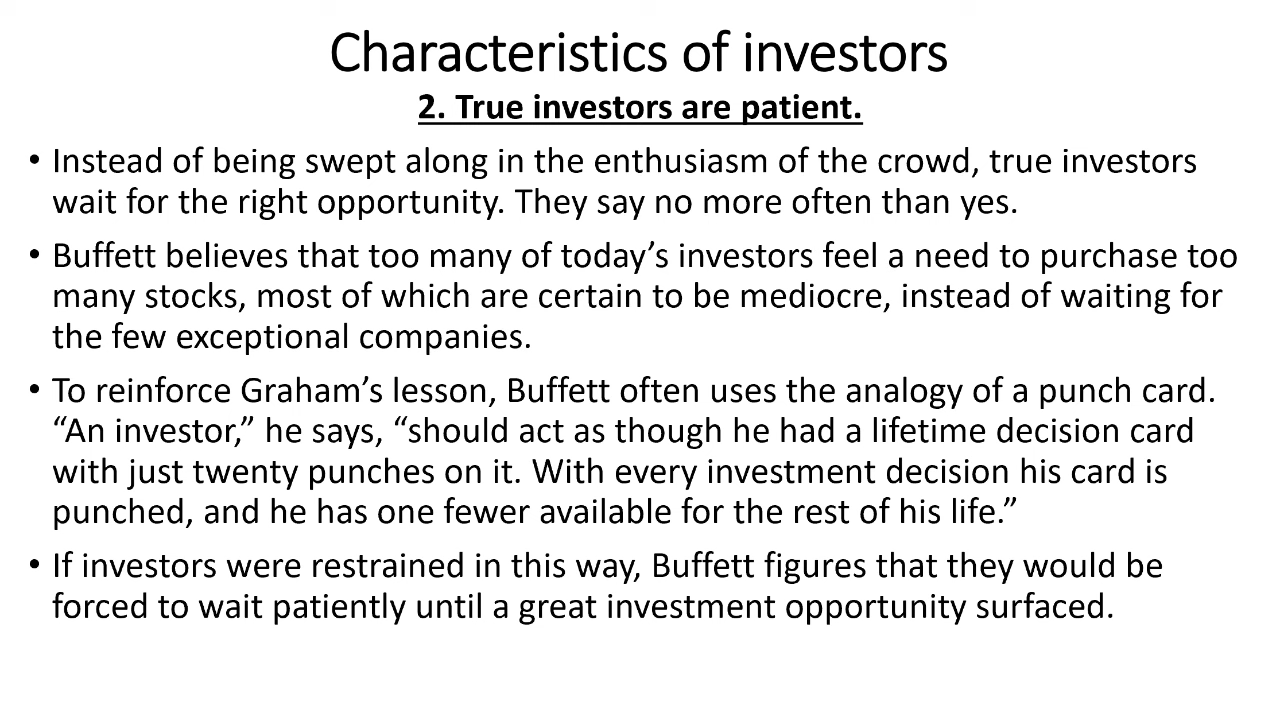 Characteristics of investors
2. True investors are patient.
• Instead of being swept along in the enthusiasm of the crowd, true investors
wait for the right opportunity. They say no more often than yes.
• Buffett believes that too many of today’s investors feel a need to purchase too
many stocks, most of which are certain to be mediocre, instead of waiting for
the few exceptional companies.
• To reinforce Graham’s lesson, Buffett often uses the analogy of a punch card.
“An investor,” he says, “should act as though he had a lifetime decision card
with just twenty punches on it. With every investment decision his card is
punched, and he has one fewer available for the rest of his life.”
• If investors were restrained in this way, Buffett figures that they would be
forced to wait patiently until a great investment opportunity surfaced.